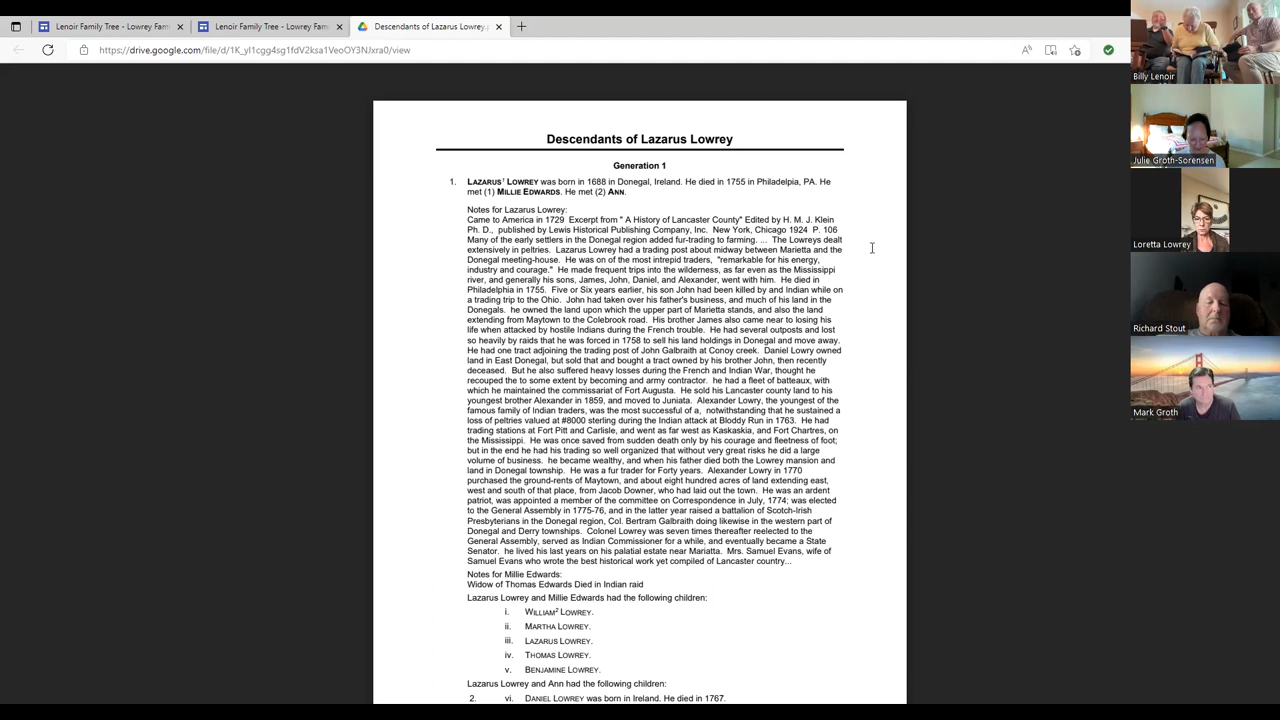 Lenoir Family Tree - Lowrey Fam
Lenoir Family Tree - Lowrey Fam
Descendants of Lazarus Lowrey.p
https://drive.google.com/file/d/1K_yl1cgg4sg1fdV2ksa1VeoOY3NJxra0/view
Descendants of Lazarus Lowrey
Generation 1
1. LAZARUS¹ LOWREY was born in 1688 in Donegal, Ireland. He died in 1755 in Philadelpia, PA. He
met (1) MILLIE EDWARDS. He met (2) ANN.
Notes for Lazarus Lowrey:
Came to America in 1729 Excerpt from " A History of Lancaster County" Edited by H. M. J. Klein
Ph. D., published by Lewis Historical Publishing Company, Inc. New York, Chicago 1924 P. 106
Many of the early settlers in the Donegal region added fur-trading to farming. ... The Lowreys dealt
extensively in peltries. Lazarus Lowrey had a trading post about midway between Marietta and the
Donegal meeting-house. He was on of the most intrepid traders, "remarkable for his energy,
industry and courage." He made frequent trips into the wilderness, as far even as the Mississippi
river, and generally his sons, James, John, Daniel, and Alexander, went with him. He died in
Philadelphia in 1755. Five or Six years earlier, his son John had been killed by and Indian while on
a trading trip to the Ohio. John had taken over his father's business, and much of his land in the
Donegals. he owned the land upon which the upper part of Marietta stands, and also the land
extending from Maytown to the Colebrook road. His brother James also came near to losing his
life when attacked by hostile Indians during the French trouble. He had several outposts and lost
so heavily by raids that he was forced in 1758 to sell his land holdings in Donegal and move away.
He had one tract adjoining the trading post of John Galbraith at Conoy creek. Daniel Lowry owned
land in East Donegal, but sold that and bought a tract owned by his brother John, then recently
deceased. But he also suffered heavy losses during the French and Indian War, thought he
recouped the to some extent by becoming and army contractor. he had a fleet of batteaux, with
which he maintained the commissariat of Fort Augusta. He sold his Lancaster county land to his
youngest brother Alexander in 1859, and moved to Juniata. Alexander Lowry, the youngest of the
famous family of Indian traders, was the most successful of a, notwithstanding that he sustained a
loss of peltries valued at #8000 sterling during the Indian attack at Bloddy Run in 1763. He had
trading stations at Fort Pitt and Carlisle, and went as far west as Kaskaskia, and Fort Chartres, on
the Mississippi. He was once saved from sudden death only by his courage and fleetness of foot;
but in the end he had his trading so well organized that without very great risks he did a large
volume of business. he became wealthy, and when his father died both the Lowrey mansion and
land in Donegal township. He was a fur trader for Forty years. Alexander Lowry in 1770
purchased the ground-rents of Maytown, and about eight hundred acres of land extending east,
west and south of that place, from Jacob Downer, who had laid out the town. He was an ardent
patriot, was appointed a member of the committee on Correspondence in July, 1774; was elected
to the General Assembly in 1775-76, and in the latter year raised a battalion of Scotch-Irish
Presbyterians in the Donegal region, Col. Bertram Galbraith doing likewise in the western part of
Donegal and Derry townships. Colonel Lowrey was seven times thereafter reelected to the
General Assembly, served as Indian Commissioner for a while, and eventually became a State
Senator. he lived his last years on his palatial estate near Mariatta. Mrs. Samuel Evans, wife of
Samuel Evans who wrote the best historical work yet compiled of Lancaster country...
Notes for Millie Edwards:
Widow of Thomas Edwards Died in Indian raid
Lazarus Lowrey and Millie Edwards had the following children:
i. WILLIAM² LOWREY.
ii. MARTHA LOWREY.
iii. LAZARUS LOWREY.
iv. THOMAS LOWREY.
v. BENJAMINE LOWREY.
Lazarus Lowrey and Ann had the following children:
2. vi. DANIEL LOWREY was born in Ireland. He died in 1767.
Billy Lenoir
Julie Groth-Sorensen
Loretta Lowrey
Richard Stout
Mark Groth